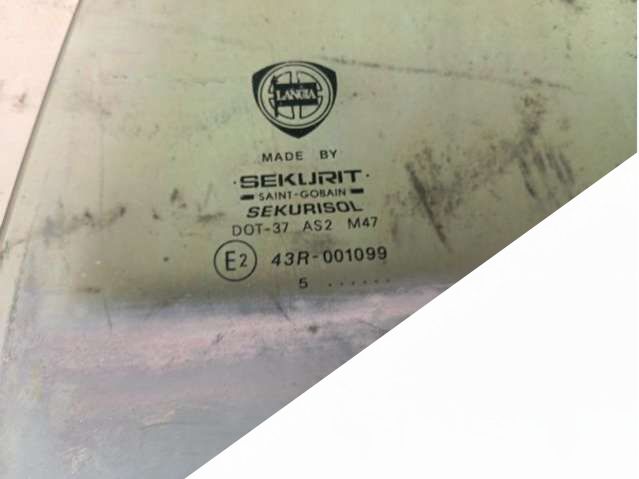 LANCIA
MADE BY
·SEKURIT·
SAINT-GOBAIN
SEKURISOL
DOT-37 AS2 M47
E2 43R-001099
5 ......